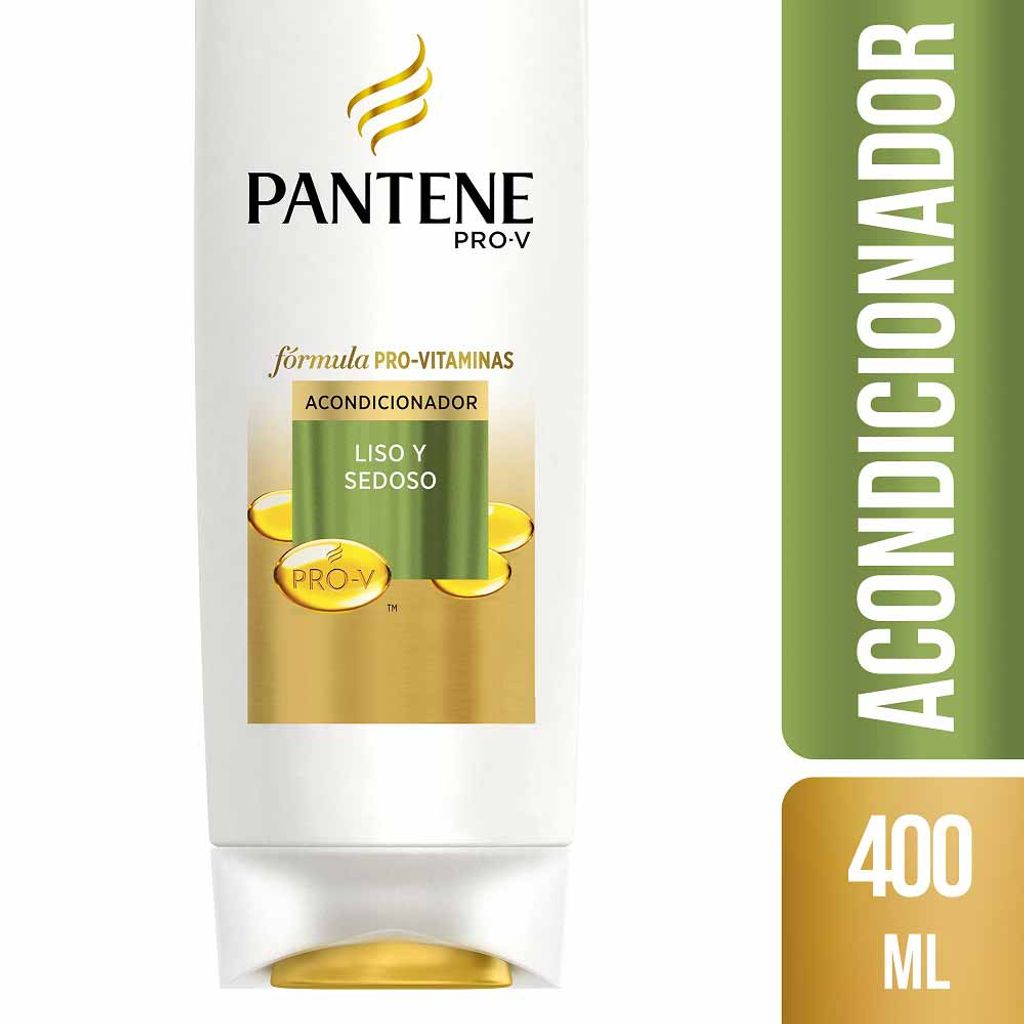 PANTENE
PRO-V
fórmula PRO-VITAMINAS
ACONDICIONADOR
LISO Y
SEDOSO
PRO-V
™
ACONDICIONADOR
400
ML